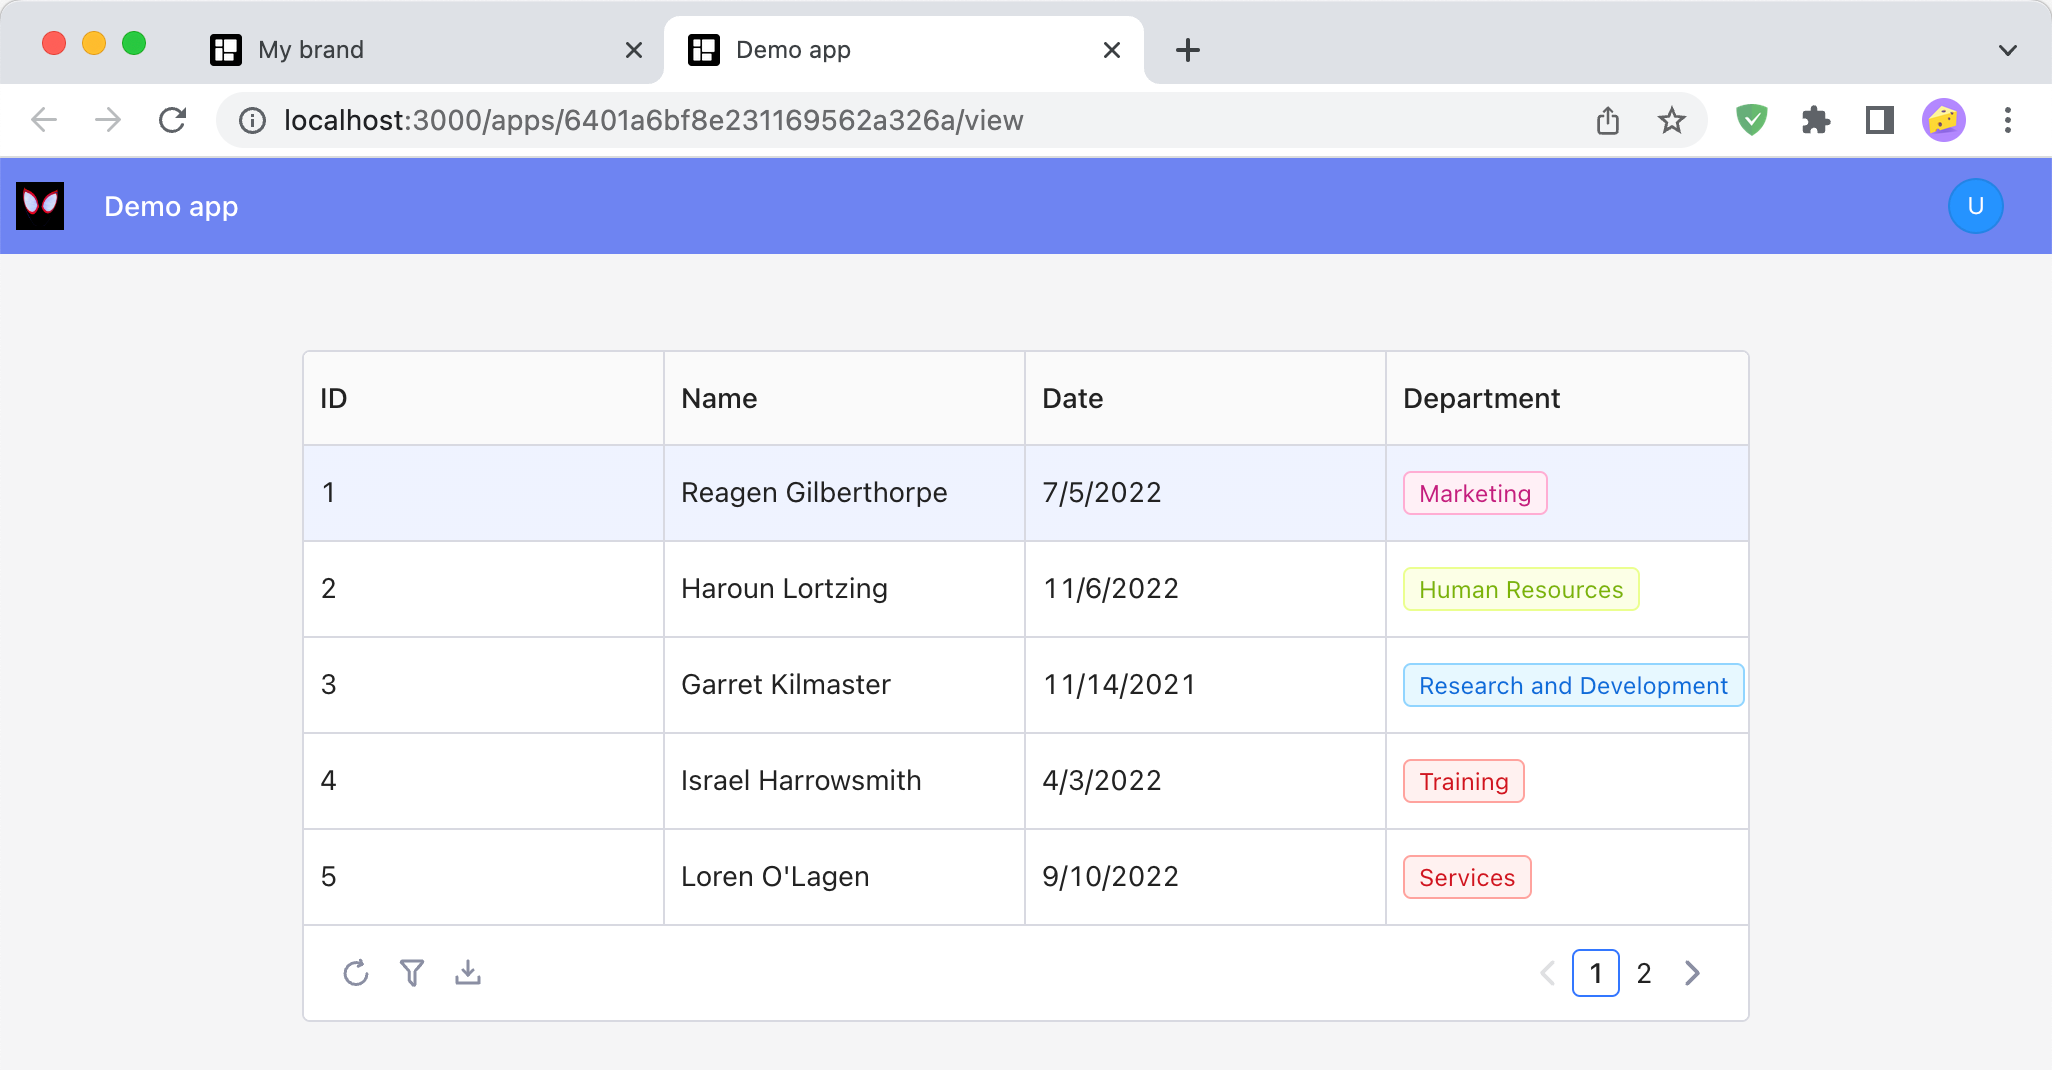 My brand
Demo app
localhost:3000/apps/6401a6bf8e231169562a326a/view
Demo app
U
ID Name Date Department
1 Reagen Gilberthorpe 7/5/2022 Marketing
2 Haroun Lortzing 11/6/2022 Human Resources
3 Garret Kilmaster 11/14/2021 Research and Development
4 Israel Harrowsmith 4/3/2022 Training
5 Loren O'Lagen 9/10/2022 Services
1 2